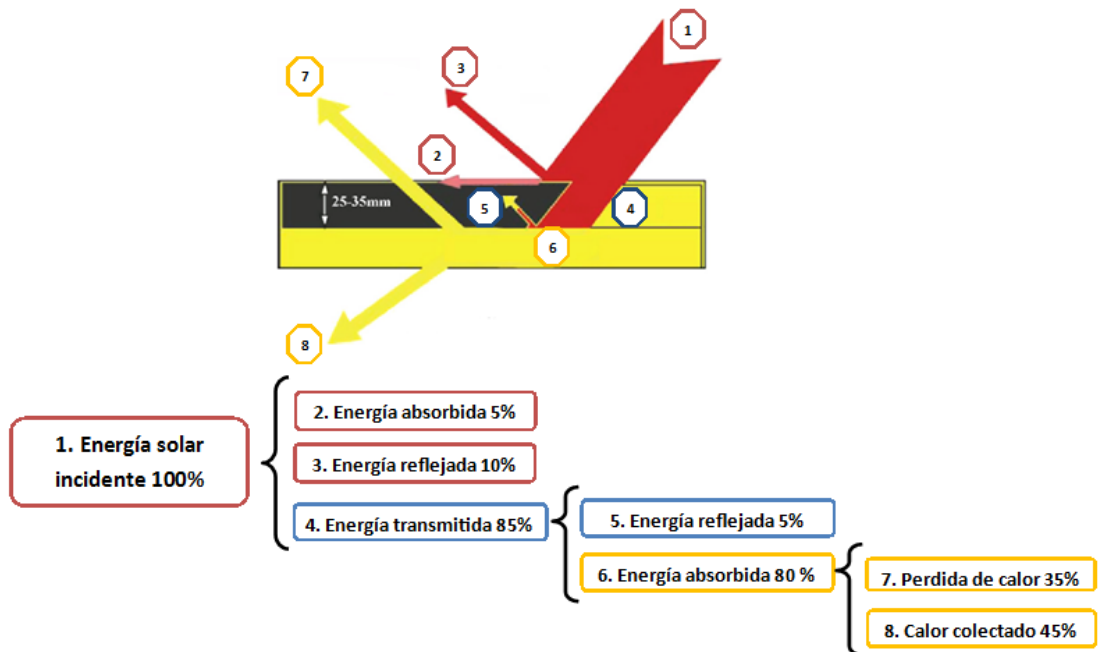 1
3
7
2
25-35mm
5
4
6
8
2. Energía absorbida 5%
1. Energía solar
incidente 100%
3. Energía reflejada 10%
4. Energía transmitida 85%
5. Energía reflejada 5%
6. Energía absorbida 80 %
7. Perdida de calor 35%
8. Calor colectado 45%